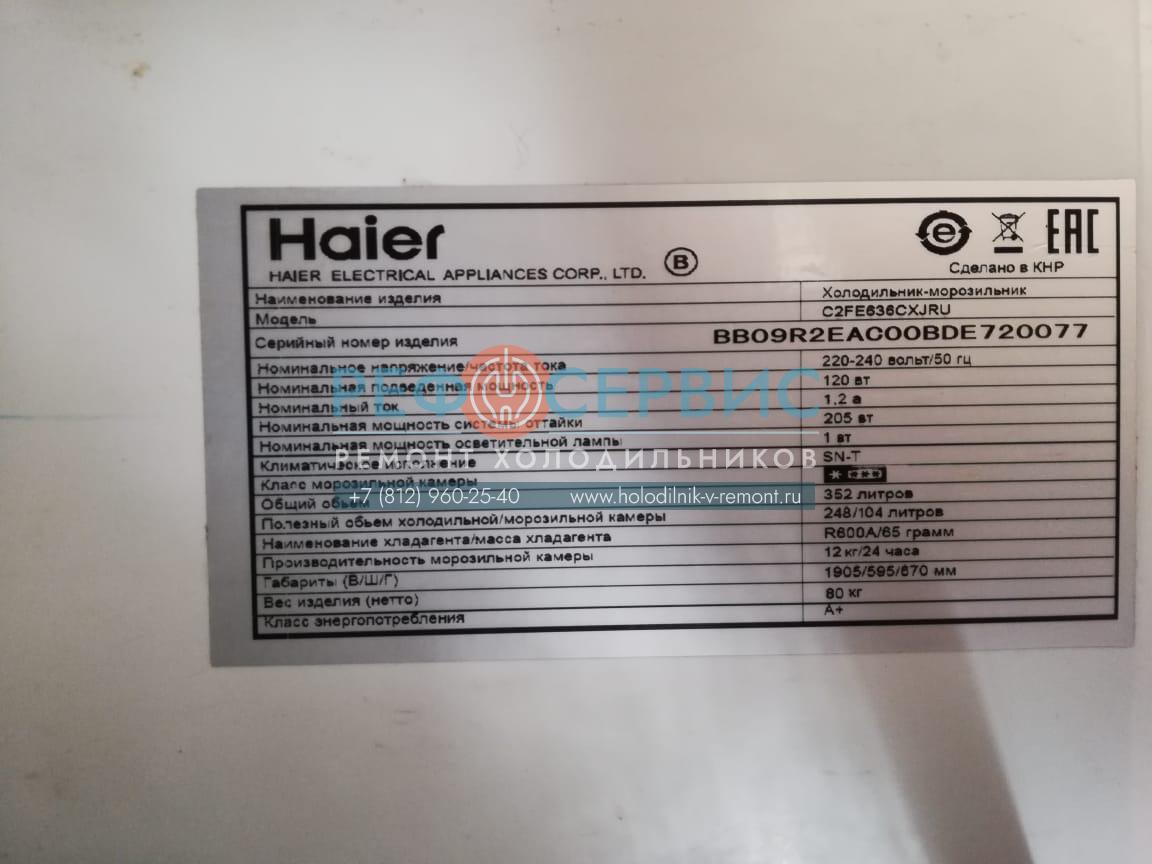 Haier
HAIER ELECTRICAL APPLIANCES CORP., LTD. B
e EAC
Сделано в КНР
Наименование изделия Холодильник-морозильник
Модель C2FE636CXJRU
Серийный номер изделия BB09R2EAC00BDE720077
Номинальное напряжение/частота тока 220-240 вольт/50 гц
Номинальная подведенная мощность 120 вт
Номинальный ток 1,2 а
Номинальная мощность системы оттайки 205 вт
Номинальная мощность осветительной лампы 1 вт
Климатическое исполнение SN-T
Класс морозильной камеры
Общий объем 352 литров
Полезный объем холодильной/морозильной камеры 248/104 литров
Наименование хладагента/масса хладагента R600A/65 грамм
Производительность морозильной камеры 12 кг/24 часа
Габариты (В/Ш/Г) 1905/595/670 мм
Вес изделия (нетто) 80 кг
Класс энергопотребления A+
РЕФОСЕРВИС
РЕМОНТ ХОЛОДИЛЬНИКОВ
+7 (812) 960-25-40 www.holodilnik-v-remont.ru